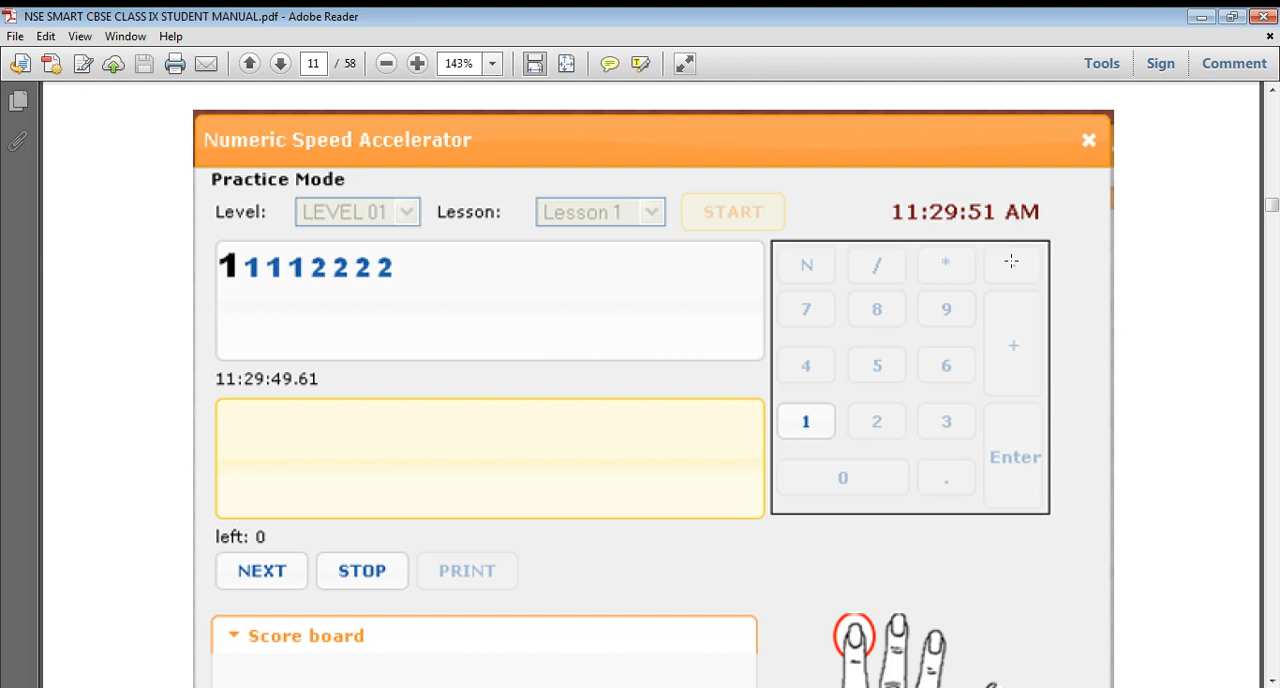 NSE SMART CBSE CLASS IX STUDENT MANUAL.pdf - Adobe Reader
File Edit View Window Help
11 / 58 143% Tools Sign Comment
Numeric Speed Accelerator
Practice Mode
Level: LEVEL 01 Lesson: Lesson 1 START 11:29:51 AM
11112222
N / *
7 8 9
+
4 5 6
1 2 3
Enter
0 .
11:29:49.61
left: 0
NEXT STOP PRINT
Score board